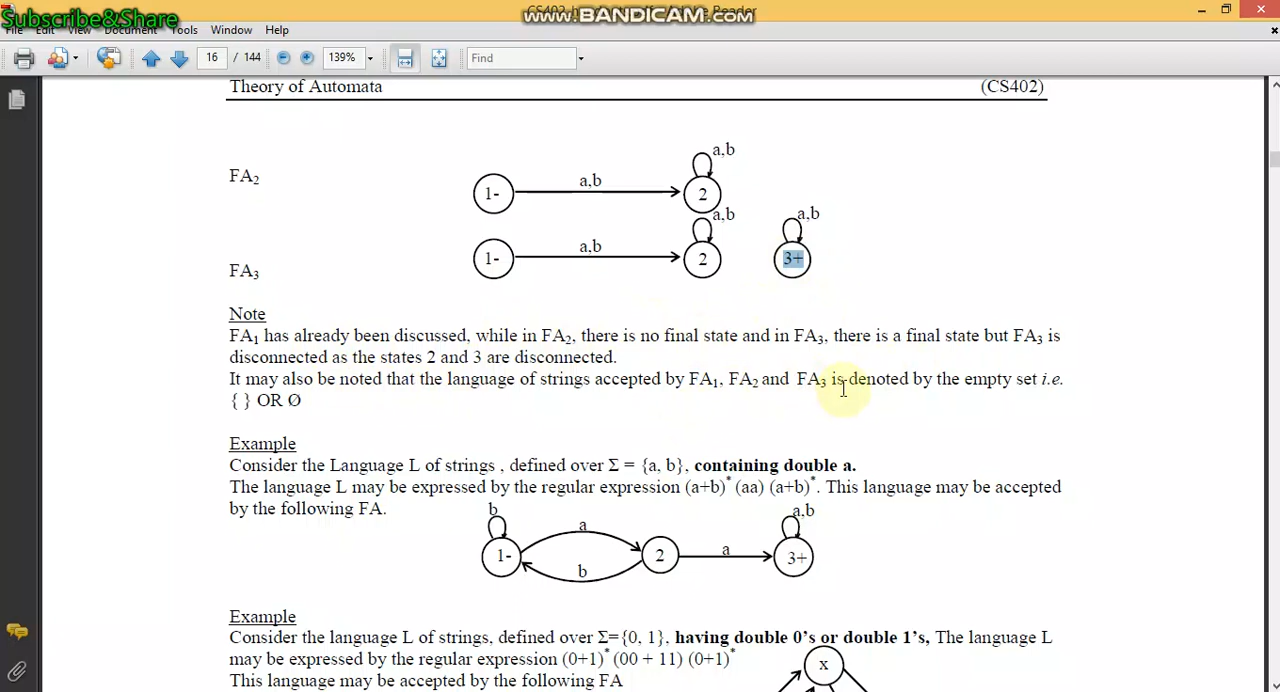 Subscribe&Share
www.BANDICAM.com
File Edit View Document Tools Window Help
16 / 144 139% Find
Theory of Automata (CS402)
a,b
FA2 1- a,b 2
a,b a,b
1- a,b 2 3+
FA3
Note
FA1 has already been discussed, while in FA2, there is no final state and in FA3, there is a final state but FA3 is
disconnected as the states 2 and 3 are disconnected.
It may also be noted that the language of strings accepted by FA1, FA2 and FA3 is denoted by the empty set i.e.
{ } OR Ø
Example
Consider the Language L of strings , defined over Σ = {a, b}, containing double a.
The language L may be expressed by the regular expression (a+b)* (aa) (a+b)*. This language may be accepted
by the following FA.
b a a,b
1- 2 a 3+
b
Example
Consider the language L of strings, defined over Σ={0, 1}, having double 0's or double 1's, The language L
may be expressed by the regular expression (0+1)* (00 + 11) (0+1)*
x
This language may be accepted by the following FA